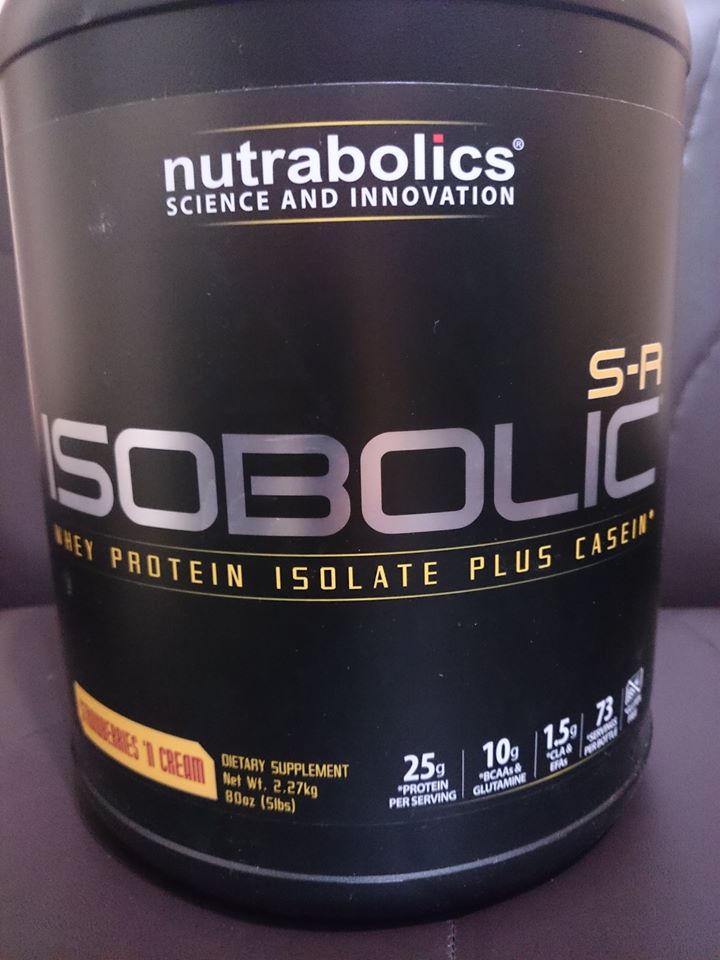 nutrabolics®
SCIENCE AND INNOVATION
S-R
ISOBOLIC
WHEY PROTEIN ISOLATE PLUS CASEIN*
STRAWBERRIES 'N CREAM
DIETARY SUPPLEMENT
Net Wt. 2.27kg
80oz (5lbs)
25g
*PROTEIN
PER SERVING
10g
*BCAAs &
GLUTAMINE
1.5g
*CLA &
EFAs
73
*SERVINGS
PER BOTTLE